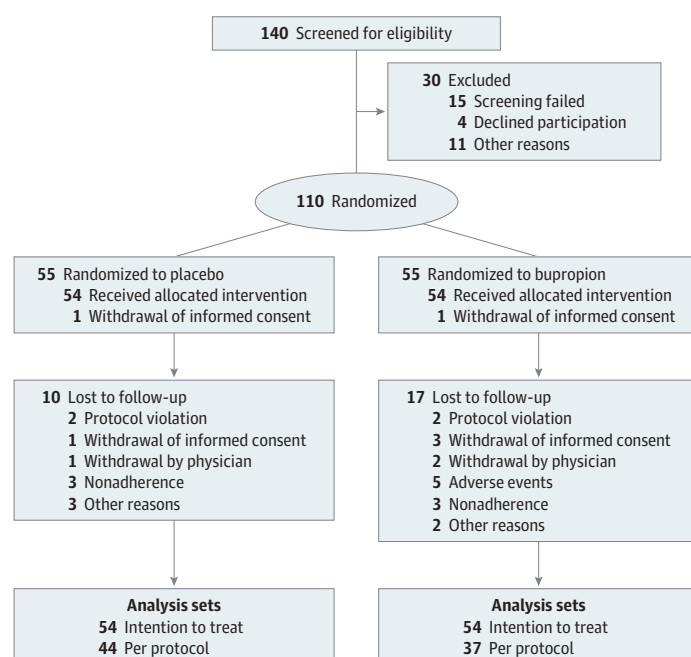 140 Screened for eligibility
30 Excluded
15 Screening failed
4 Declined participation
11 Other reasons
110 Randomized
55 Randomized to placebo
54 Received allocated intervention
1 Withdrawal of informed consent
55 Randomized to bupropion
54 Received allocated intervention
1 Withdrawal of informed consent
10 Lost to follow-up
2 Protocol violation
1 Withdrawal of informed consent
1 Withdrawal by physician
3 Nonadherence
3 Other reasons
17 Lost to follow-up
2 Protocol violation
3 Withdrawal of informed consent
2 Withdrawal by physician
5 Adverse events
3 Nonadherence
2 Other reasons
Analysis sets
54 Intention to treat
44 Per protocol
Analysis sets
54 Intention to treat
37 Per protocol